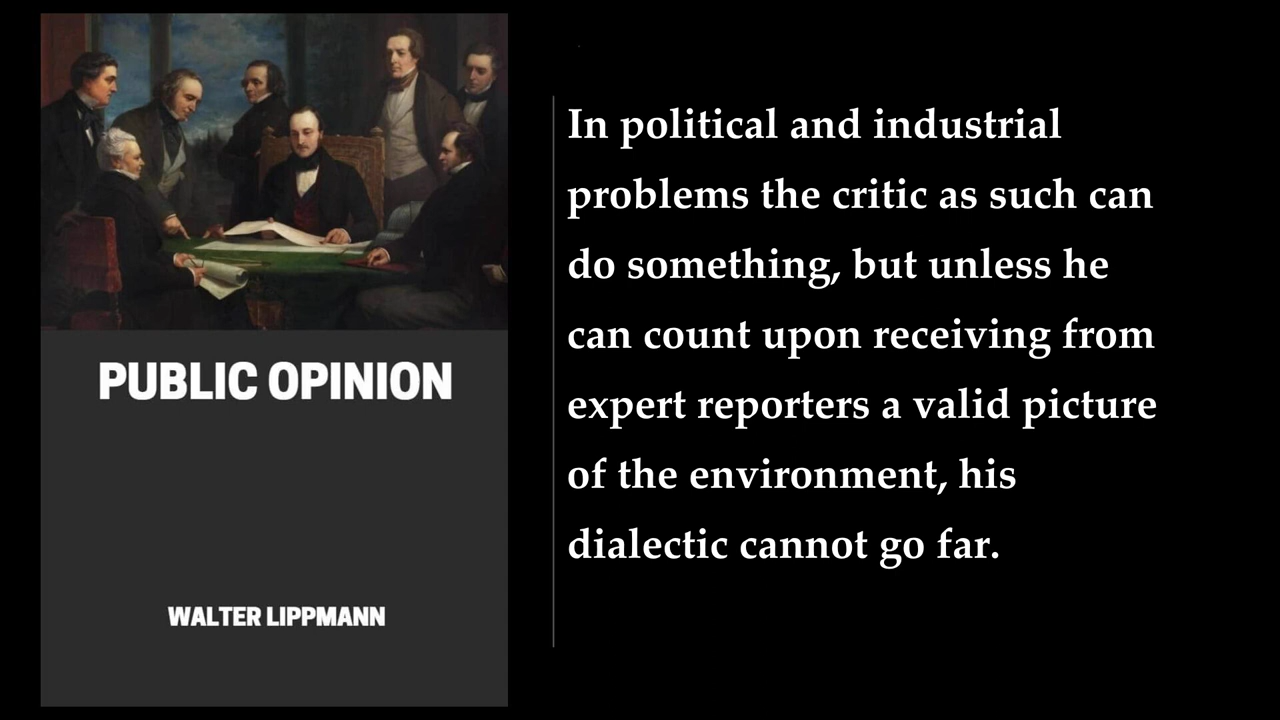 PUBLIC OPINION
WALTER LIPPMANN
In political and industrial
problems the critic as such can
do something, but unless he
can count upon receiving from
expert reporters a valid picture
of the environment, his
dialectic cannot go far.